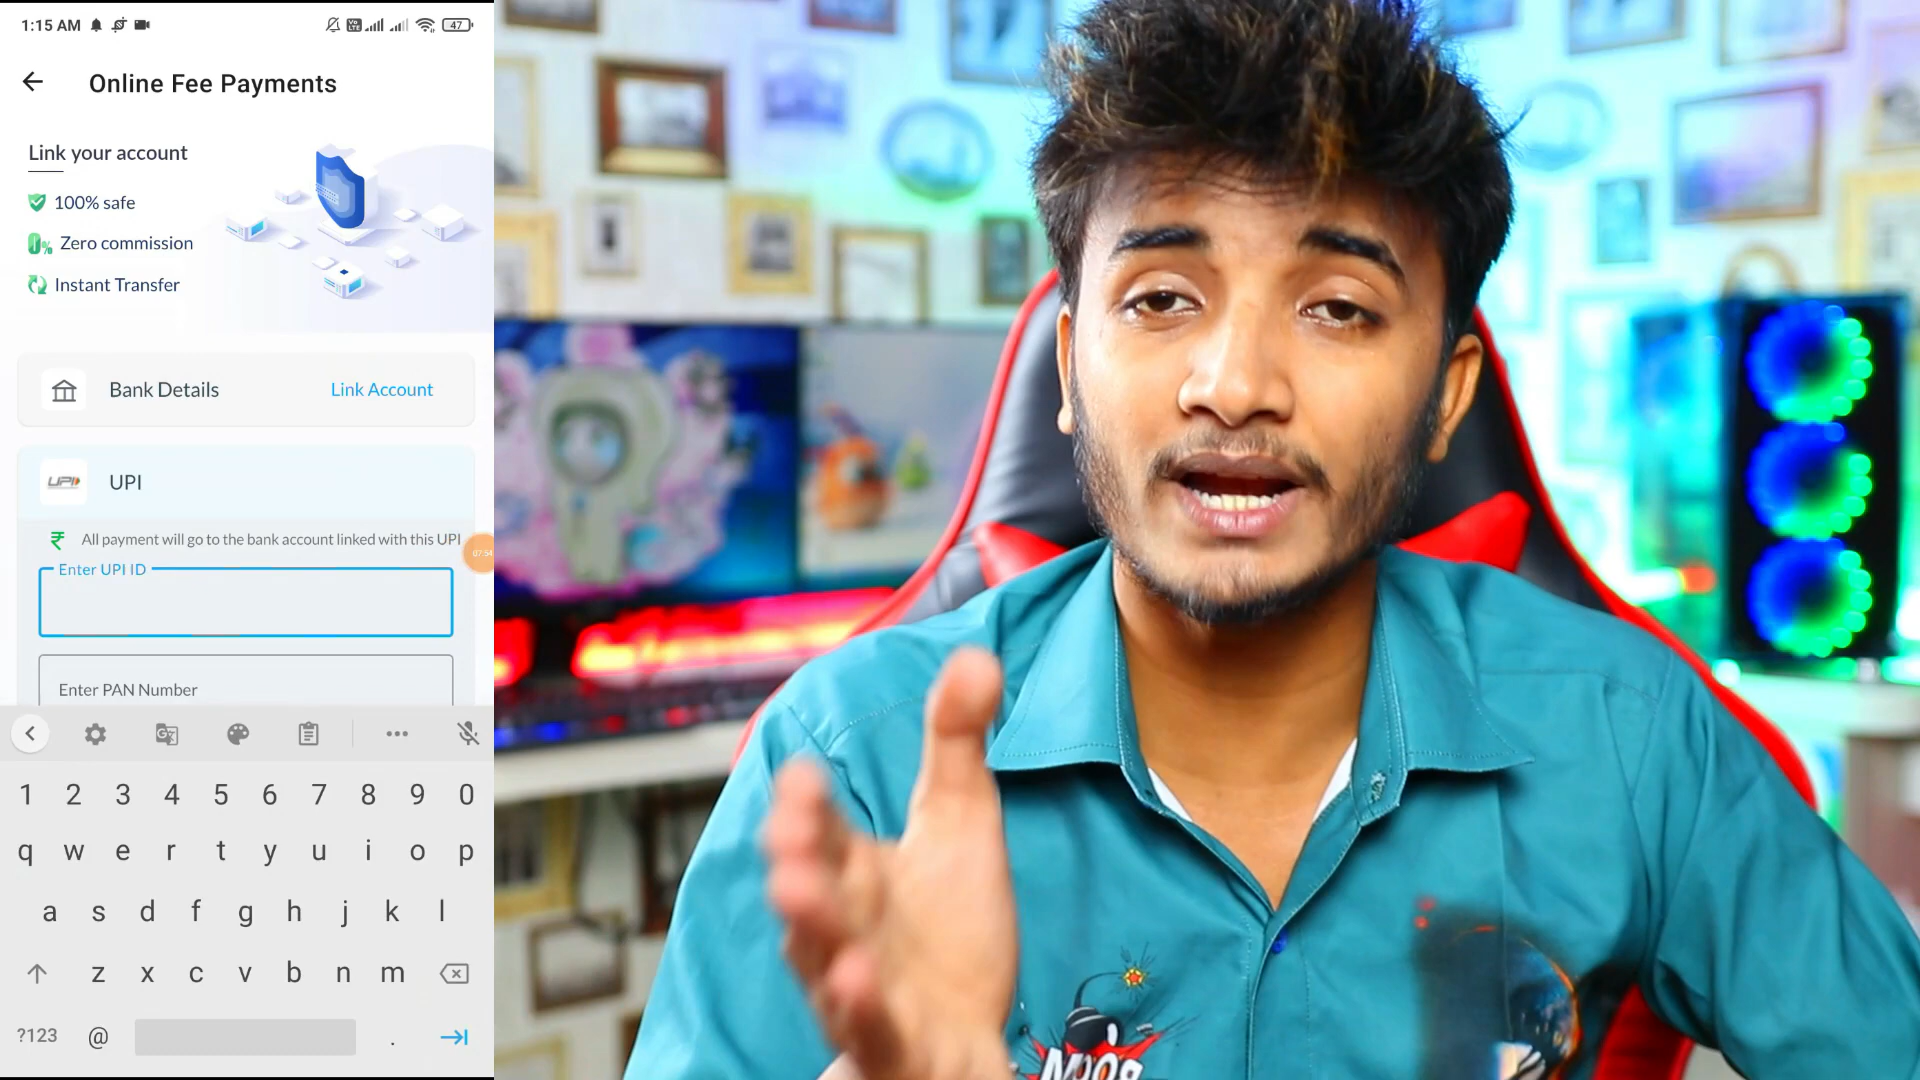 1:15 AM
47
Online Fee Payments
Link your account
100% safe
Zero commission
Instant Transfer
Bank Details
Link Account
UPI
UPI
All payment will go to the bank account linked with this UPI
07:54
Enter UPI ID
Enter PAN Number
1 2 3 4 5 6 7 8 9 0
q w e r t y u i o p
a s d f g h j k l
z x c v b n m
?123 @ .